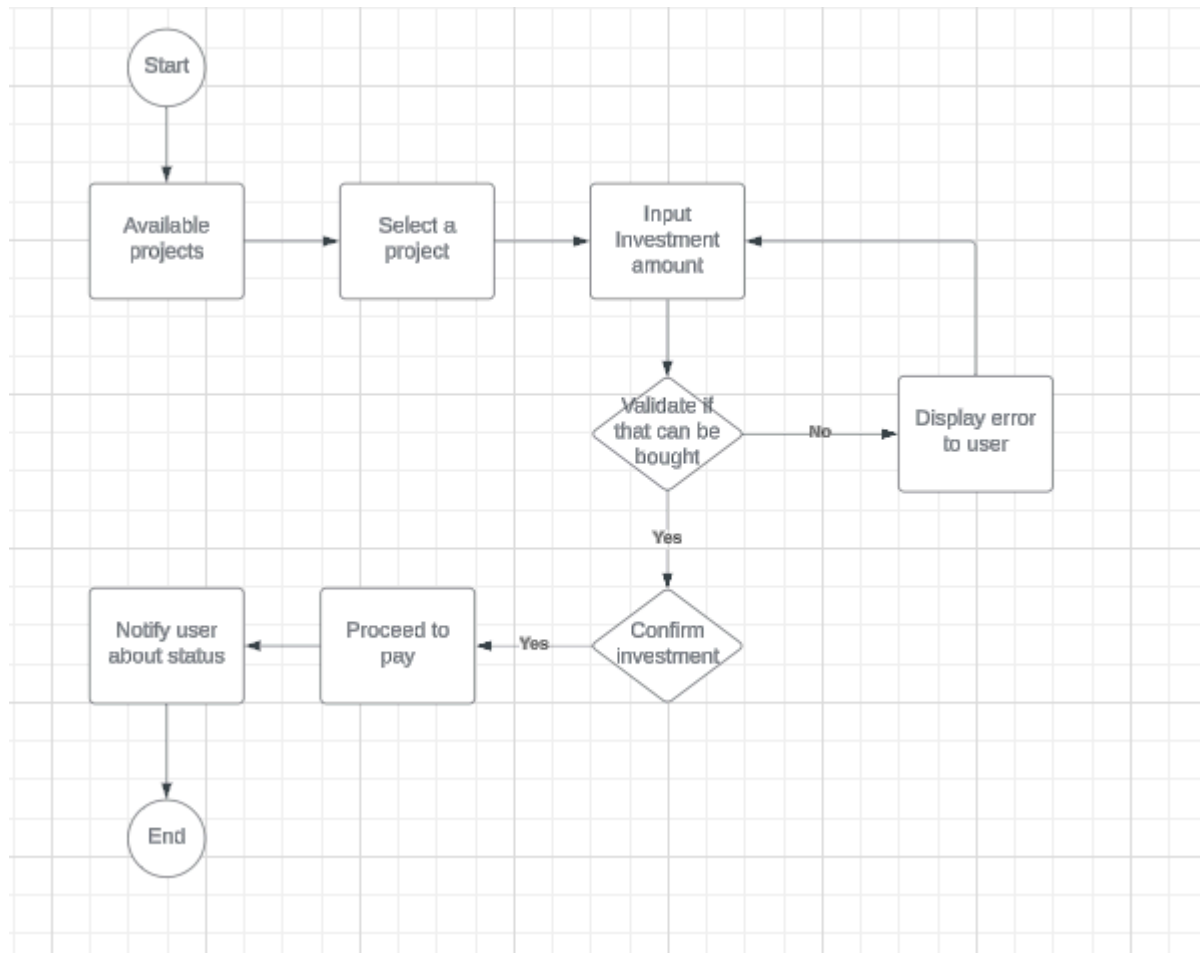 Start
Available
projects
Select a
project
Input
Investment
amount
Validate if
that can be
bought
No
Display error
to user
Yes
Notify user
about status
Proceed to
pay
Yes
Confirm
investment
End